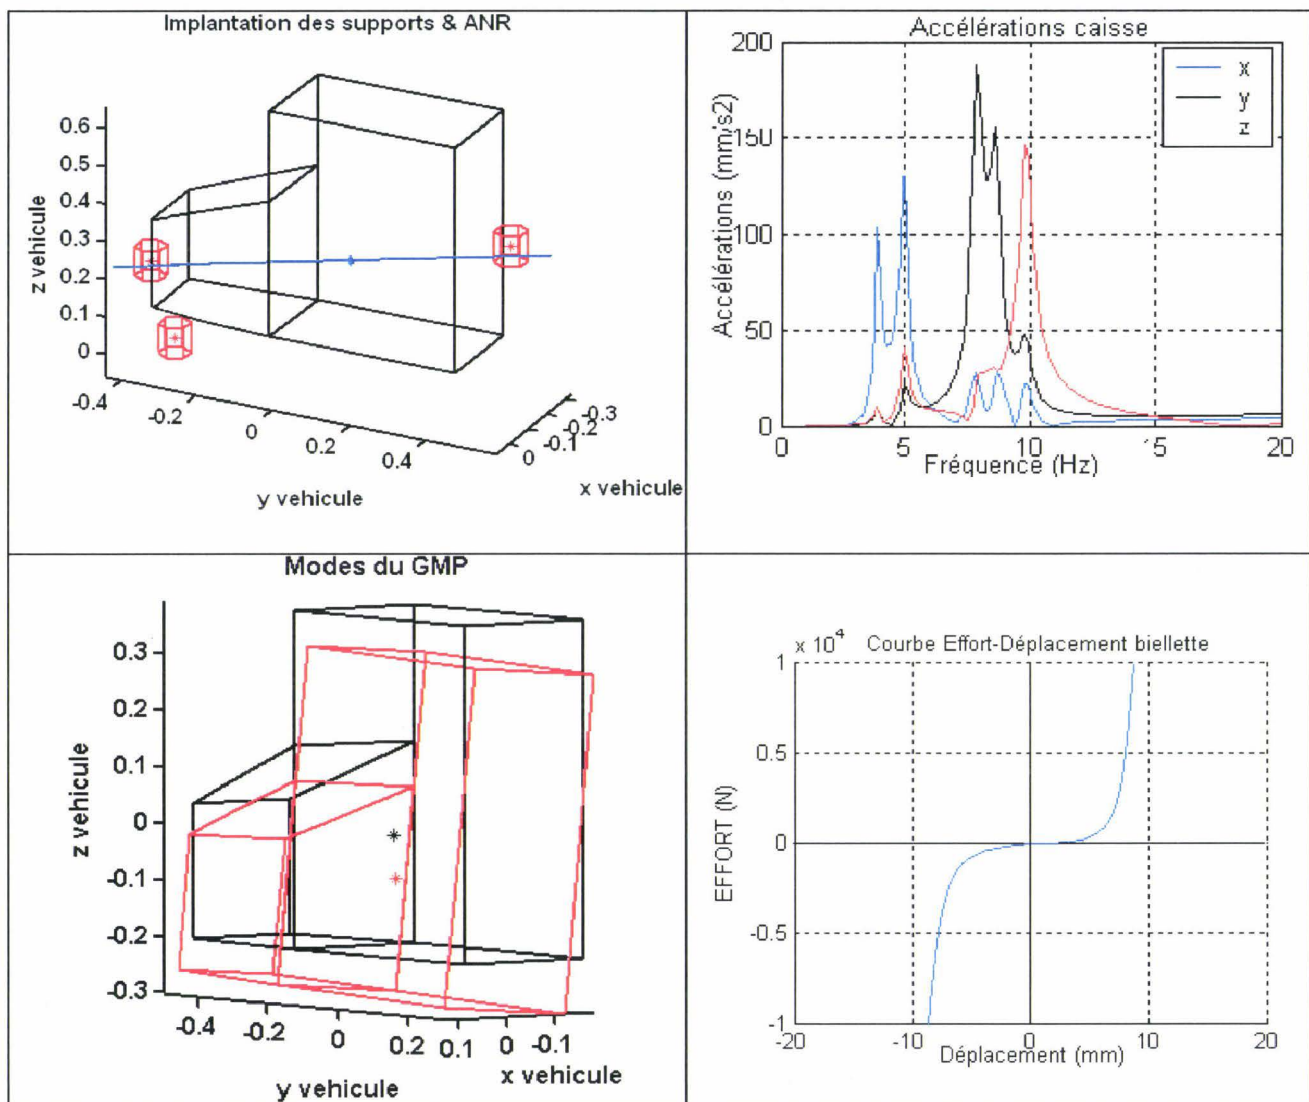 Implantation des supports & ANR
0.6
0.5
0.4
0.3
0.2
0.1
0
z vehicule
-0.4
-0.2
0
0.2
0.4
y vehicule
-0.3
-0.2
-0.1
0
x vehicule
Accélérations caisse
200
150
100
50
0
Accélérations (mm/s2)
x
y
z
0
5
10
15
20
Fréquence (Hz)
Modes du GMP
0.3
0.2
0.1
0
-0.1
-0.2
-0.3
z vehicule
-0.4
-0.2
0
0.2
0.1
0
-0.1
y vehicule
x vehicule
x 10^4
Courbe Effort-Déplacement biellette
1
0.5
0
-0.5
-1
EFFORT (N)
-20
-10
0
10
20
Déplacement (mm)